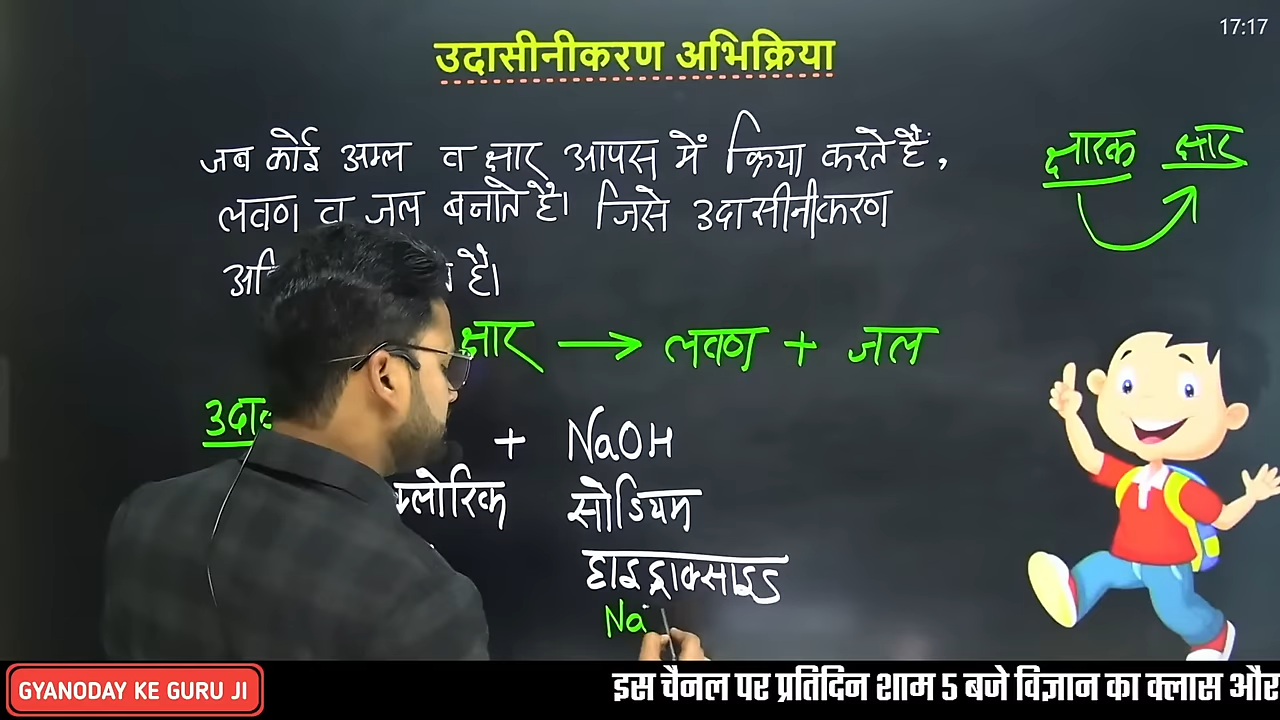 17:17
उदासीनीकरण अभिक्रिया
जब कोई अम्ल व क्षार आपस में क्रिया करते हैं,
लवण व जल बनाते है। जिसे उदासीनीकरण
है।
क्षारक क्षार
क्षार → लवण + जल
+ NaOH
सोडियम
हाइड्राक्साइड
Na
GYANODAY KE GURU JI
इस चैनल पर प्रतिदिन शाम 5 बजे विज्ञान का क्लास और